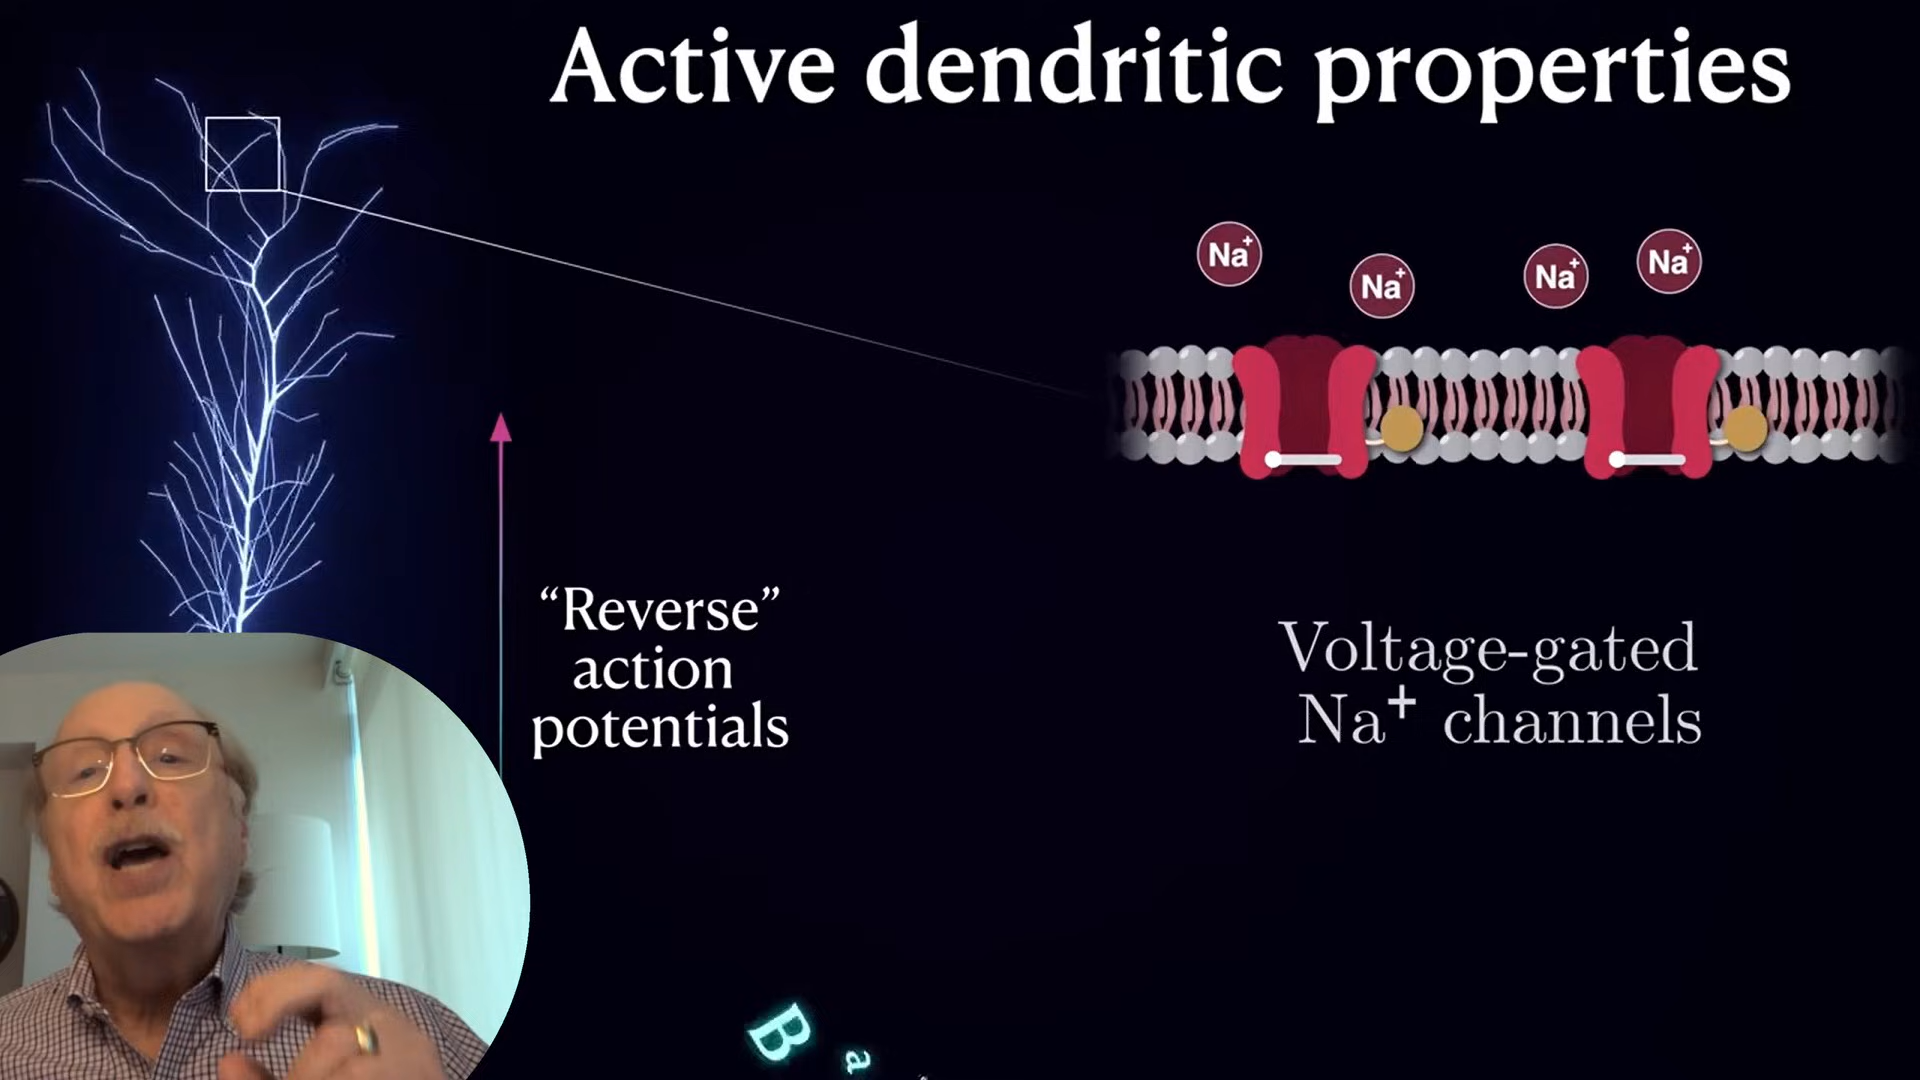 Active dendritic properties
Na+
Na+
Na+
Na+
“Reverse”
action
potentials
Voltage-gated
Na+ channels
B a